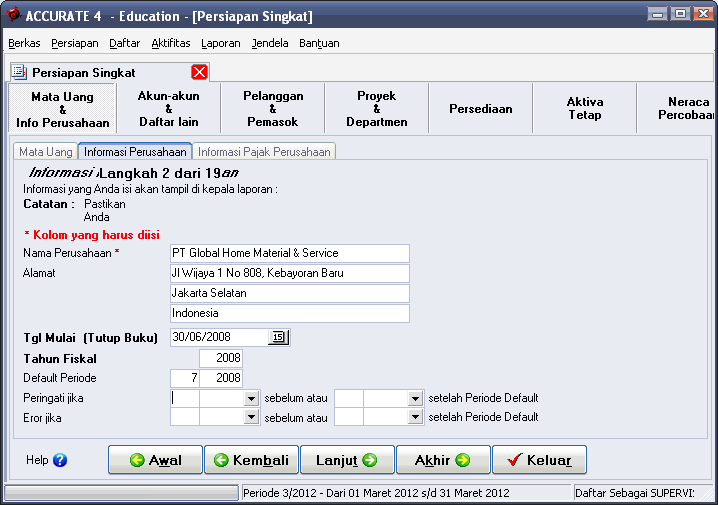 ACCURATE 4 - Education - [Persiapan Singkat]
Berkas Persiapan Daftar Aktifitas Laporan Jendela Bantuan
Persiapan Singkat
Mata Uang & Info Perusahaan
Akun-akun & Daftar lain
Pelanggan & Pemasok
Proyek & Departmen
Persediaan
Aktiva Tetap
Neraca Percobaa
Mata Uang Informasi Perusahaan Informasi Pajak Perusahaan
Informasi Langkah 2 dari 19 an
Informasi yang Anda isi akan tampil di kepala laporan :
Catatan : Pastikan
Anda
* Kolom yang harus diisi
Nama Perusahaan * PT Global Home Material & Service
Alamat Jl Wijaya 1 No 808, Kebayoran Baru
Jakarta Selatan
Indonesia
Tgl Mulai (Tutup Buku) 30/06/2008 15
Tahun Fiskal 2008
Default Periode 7 2008
Peringati jika sebelum atau setelah Periode Default
Eror jika sebelum atau setelah Periode Default
Help ? Awal Kembali Lanjut Akhir Keluar
Periode 3/2012 - Dari 01 Maret 2012 s/d 31 Maret 2012 Daftar Sebagai SUPERVI